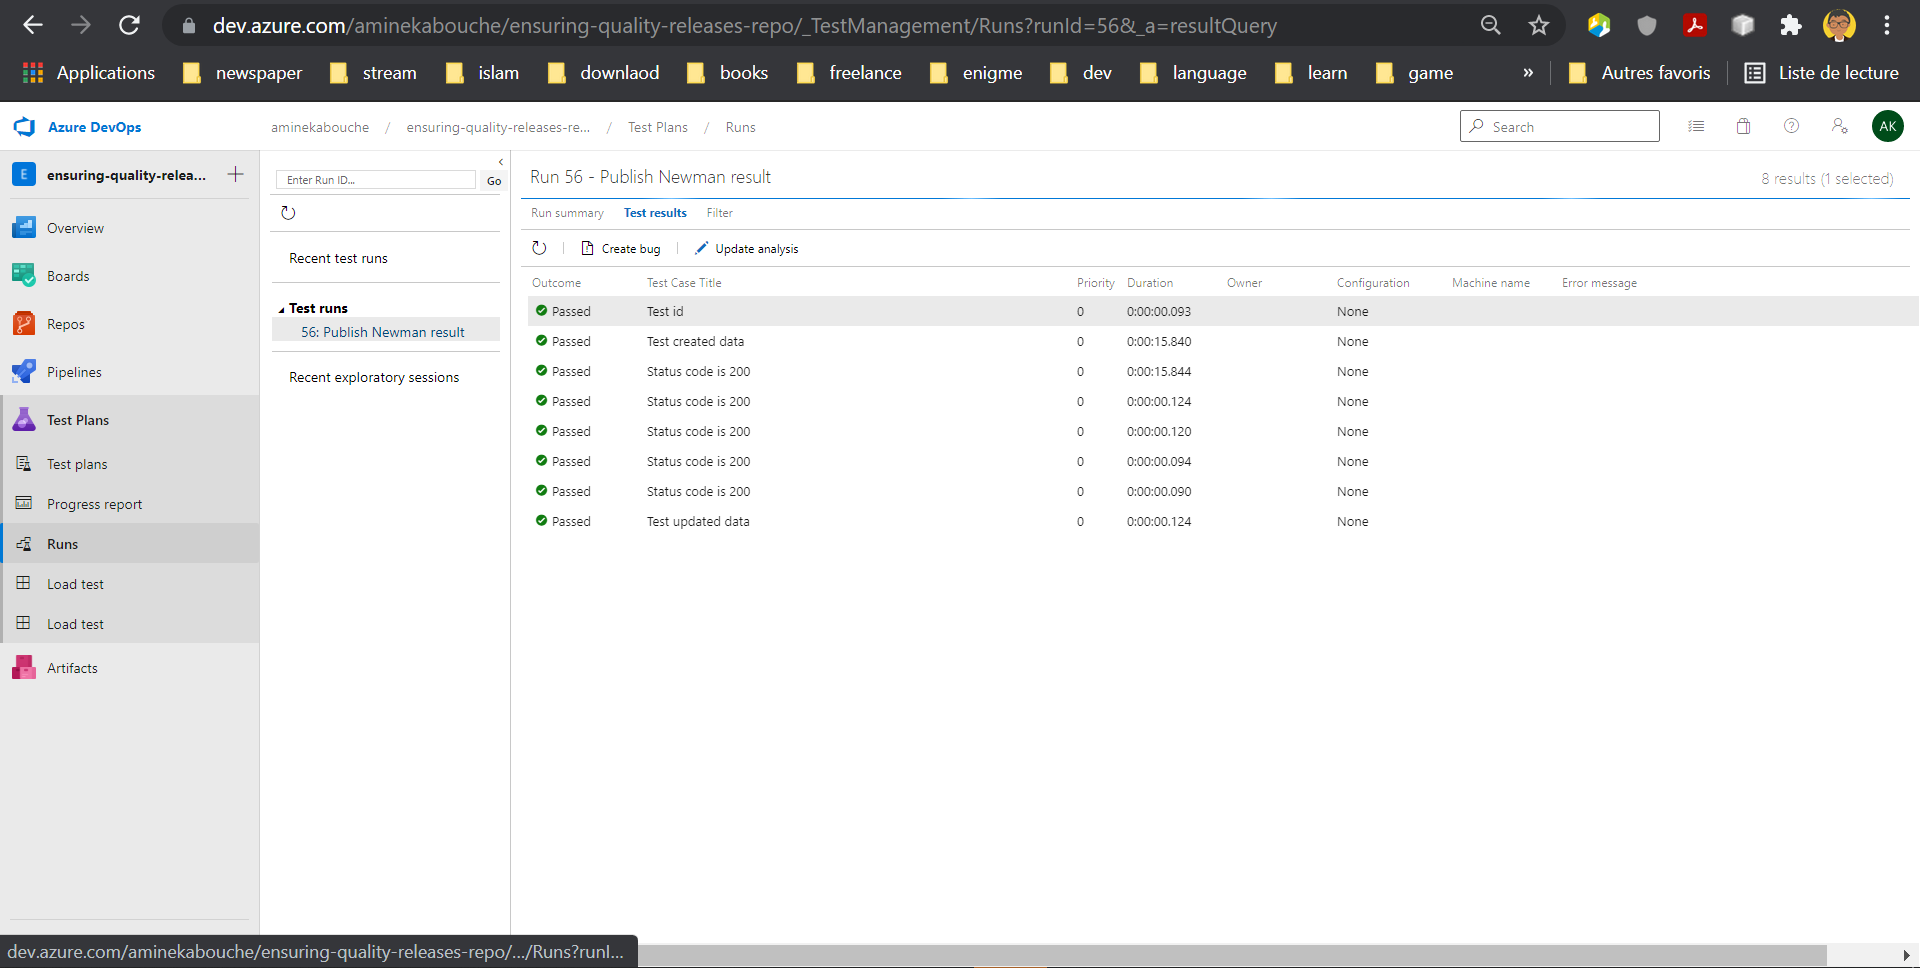 dev.azure.com/aminekabouche/ensuring-quality-releases-repo/_TestManagement/Runs?runId=56&_a=resultQuery
Applications newspaper stream islam downlaod books freelance enigme dev language learn game » Autres favoris Liste de lecture
Azure DevOps aminekabouche / ensuring-quality-releases-re... / Test Plans / Runs Search AK
E ensuring-quality-relea... +
Overview
Boards
Repos
Pipelines
Test Plans
Test plans
Progress report
Runs
Load test
Load test
Artifacts
Enter Run ID... Go
Recent test runs
Test runs
56: Publish Newman result
Recent exploratory sessions
Run 56 - Publish Newman result 8 results (1 selected)
Run summary Test results Filter
Create bug Update analysis
Outcome Test Case Title Priority Duration Owner Configuration Machine name Error message
Passed Test id 0 0:00:00.093 None
Passed Test created data 0 0:00:15.840 None
Passed Status code is 200 0 0:00:15.844 None
Passed Status code is 200 0 0:00:00.124 None
Passed Status code is 200 0 0:00:00.120 None
Passed Status code is 200 0 0:00:00.094 None
Passed Status code is 200 0 0:00:00.090 None
Passed Test updated data 0 0:00:00.124 None
dev.azure.com/aminekabouche/ensuring-quality-releases-repo/.../Runs?runI...